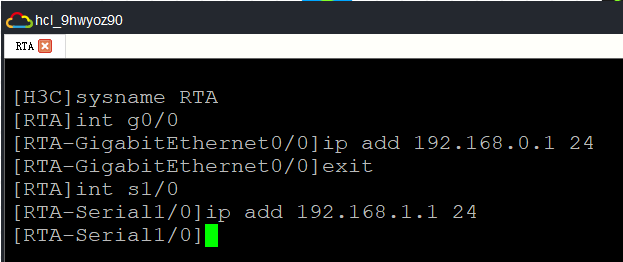 hcl_9hwyoz90
RTA
[H3C]sysname RTA
[RTA]int g0/0
[RTA-GigabitEthernet0/0]ip add 192.168.0.1 24
[RTA-GigabitEthernet0/0]exit
[RTA]int s1/0
[RTA-Serial1/0]ip add 192.168.1.1 24
[RTA-Serial1/0]